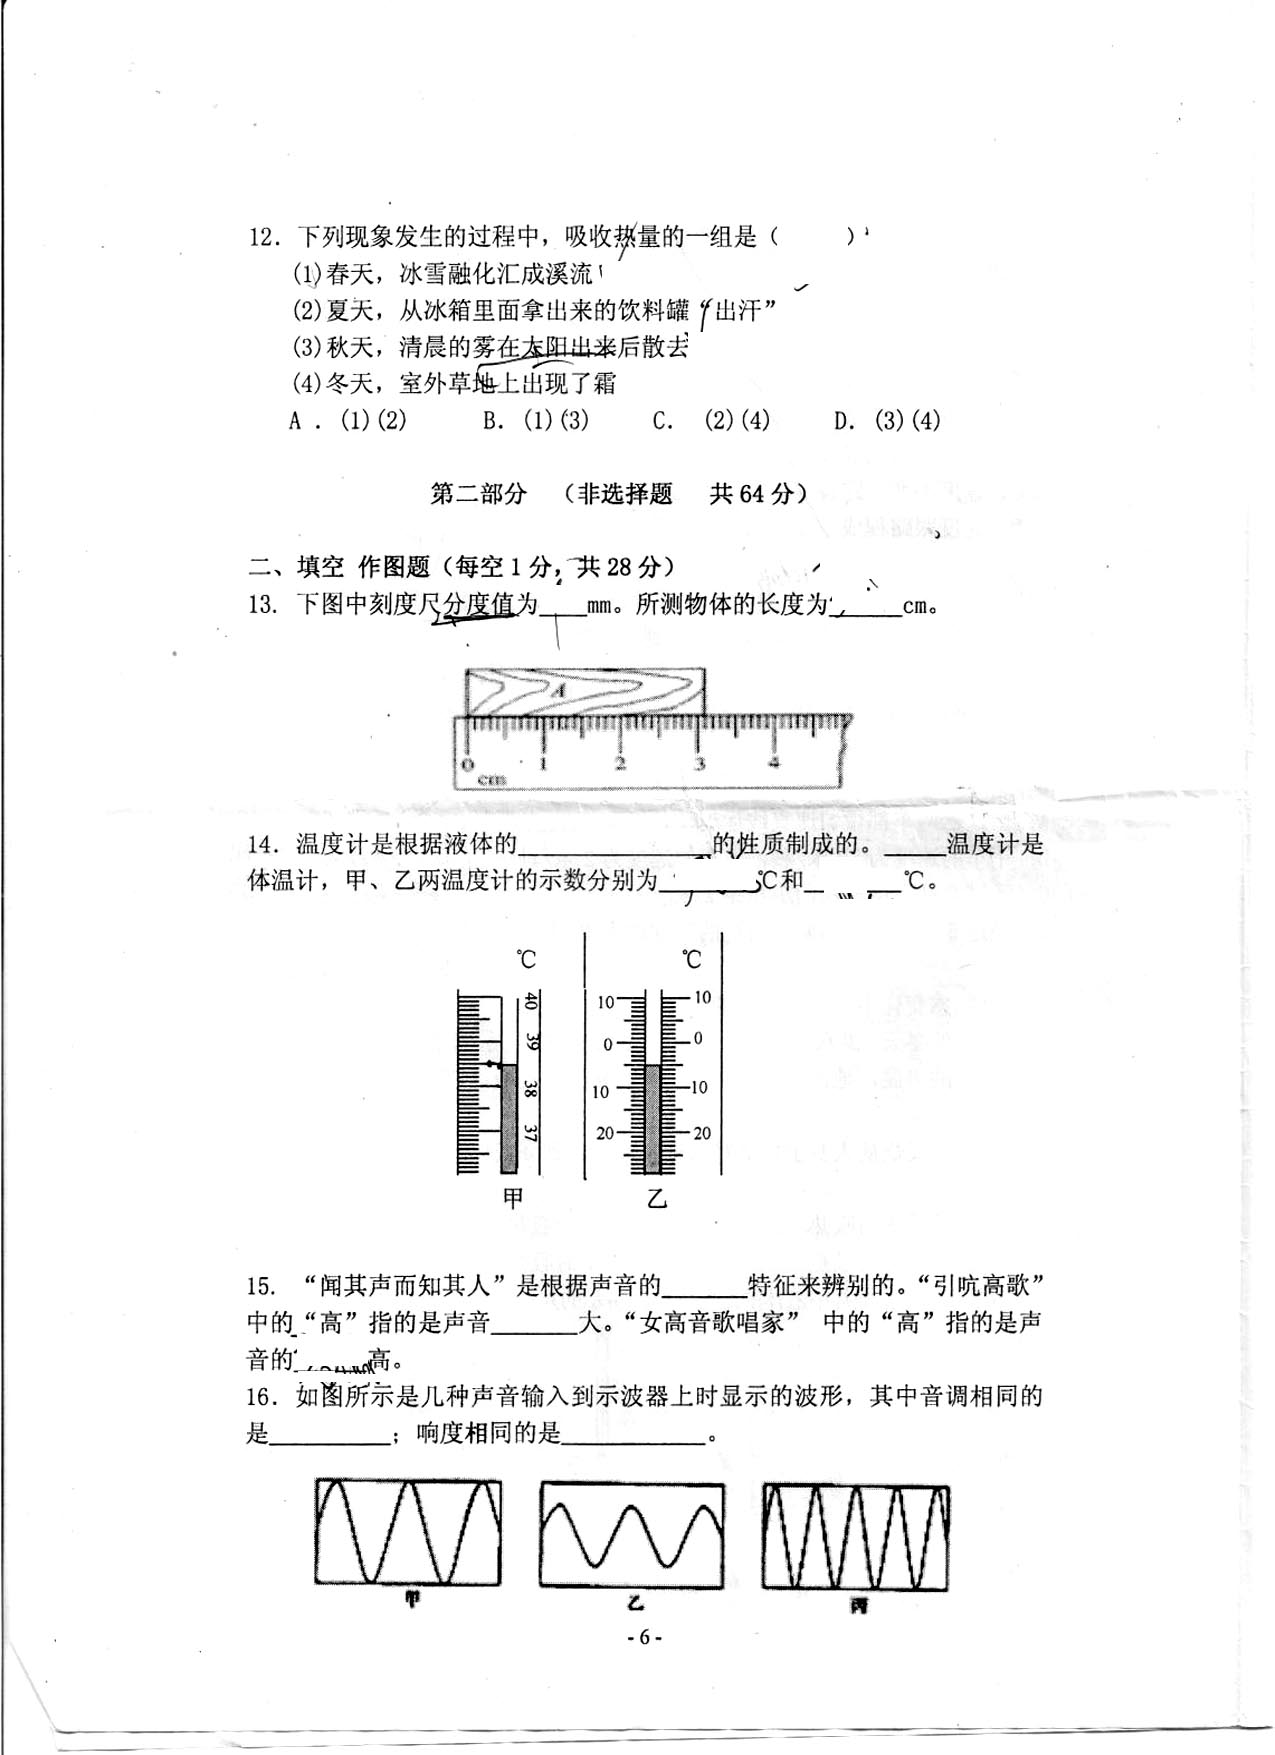 12. 下列现象发生的过程中，吸收热量的一组是（　　）
(1)春天，冰雪融化汇成溪流
(2)夏天，从冰箱里面拿出来的饮料罐“出汗”
(3)秋天，清晨的雾在太阳出来后散去
(4)冬天，室外草地上出现了霜
A . (1)(2)　B. (1)(3)　C. (2)(4)　D. (3)(4)
第二部分　（非选择题　共 64 分）
二、填空 作图题（每空 1 分，共 28 分）
13. 下图中刻度尺分度值为____mm。所测物体的长度为______cm。
A
0 1 2 3 4
cm
14. 温度计是根据液体的________________的性质制成的。_____温度计是
体温计，甲、乙两温度计的示数分别为________℃和________℃。
℃ ℃
40 39 38 37
10 0 10 20
10 0 10 20
甲 乙
15. “闻其声而知其人”是根据声音的_______特征来辨别的。“引吭高歌”
中的“高”指的是声音_______大。“女高音歌唱家” 中的“高”指的是声
音的______高。
16. 如图所示是几种声音输入到示波器上时显示的波形，其中音调相同的
是__________；响度相同的是____________。
甲 乙 丙
- 6 -